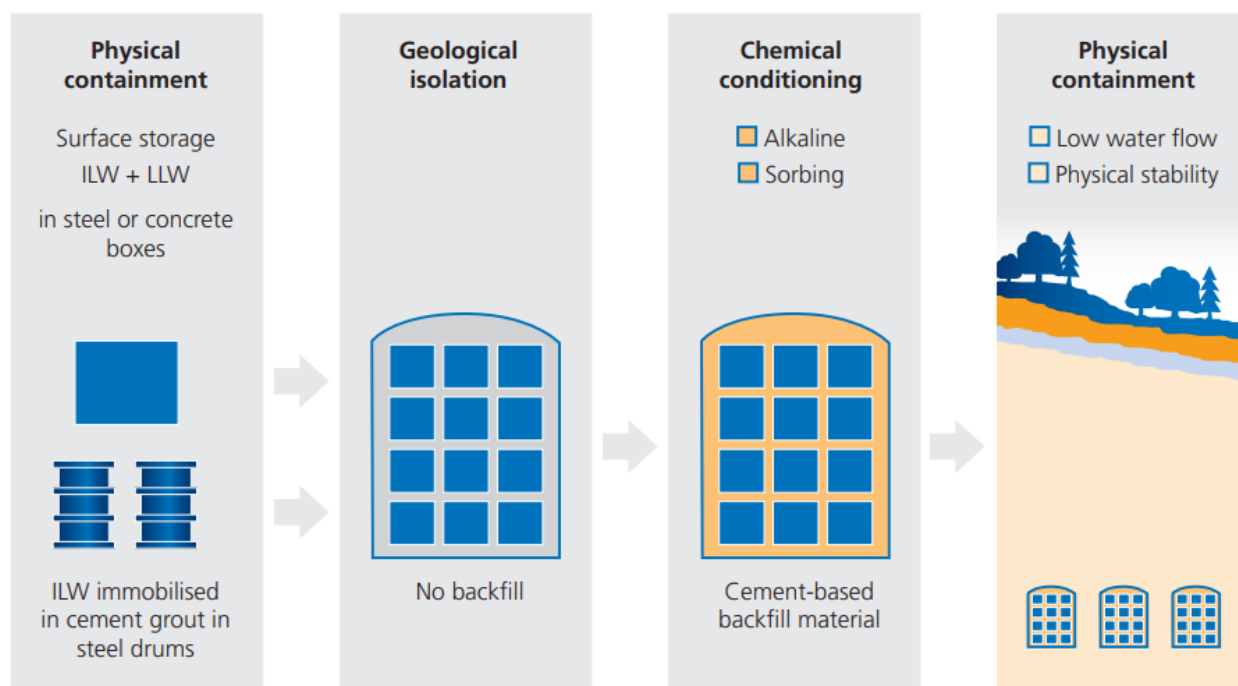 Physical
containment
Surface storage
ILW + LLW
in steel or concrete
boxes
ILW immobilised
in cement grout in
steel drums
Geological
isolation
No backfill
Chemical
conditioning
Alkaline
Sorbing
Cement-based
backfill material
Physical
containment
Low water flow
Physical stability